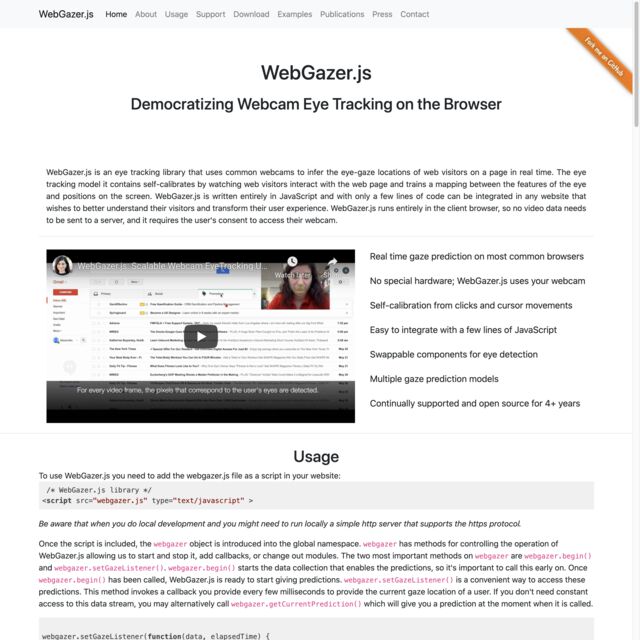 WebGazer.js Home About Usage Support Download Examples Publications Press Contact
Fork me on GitHub
WebGazer.js
Democratizing Webcam Eye Tracking on the Browser
WebGazer.js is an eye tracking library that uses common webcams to infer the eye-gaze locations of web visitors on a page in real time. The eye
tracking model it contains self-calibrates by watching web visitors interact with the web page and trains a mapping between the features of the eye
and positions on the screen. WebGazer.js is written entirely in JavaScript and with only a few lines of code can be integrated in any website that
wishes to better understand their visitors and transform their user experience. WebGazer.js runs entirely in the client browser, so no video data needs
to be sent to a server, and it requires the user's consent to access their webcam.
WebGazer.js: Scalable Webcam EyeTracking U...
Watch later
For every video frame, the pixels that correspond to the user's eyes are detected.
Real time gaze prediction on most common browsers
No special hardware; WebGazer.js uses your webcam
Self-calibration from clicks and cursor movements
Easy to integrate with a few lines of JavaScript
Swappable components for eye detection
Multiple gaze prediction models
Continually supported and open source for 4+ years
Usage
To use WebGazer.js you need to add the webgazer.js file as a script in your website:
/* WebGazer.js library */
<script src="webgazer.js" type="text/javascript" >
Be aware that when you do local development and you might need to run locally a simple http server that supports the https protocol.
Once the script is included, the webgazer object is introduced into the global namespace. webgazer has methods for controlling the operation of
WebGazer.js allowing us to start and stop it, add callbacks, or change out modules. The two most important methods on webgazer are webgazer.begin()
and webgazer.setGazeListener(). webgazer.begin() starts the data collection that enables the predictions, so it's important to call this early on. Once
webgazer.begin() has been called, WebGazer.js is ready to start giving predictions. webgazer.setGazeListener() is a convenient way to access these
predictions. This method invokes a callback you provide every few milliseconds to provide the current gaze location of a user. If you don't need constant
access to this data stream, you may alternatively call webgazer.getCurrentPrediction() which will give you a prediction at the moment when it is called.
webgazer.setGazeListener(function(data, elapsedTime) {